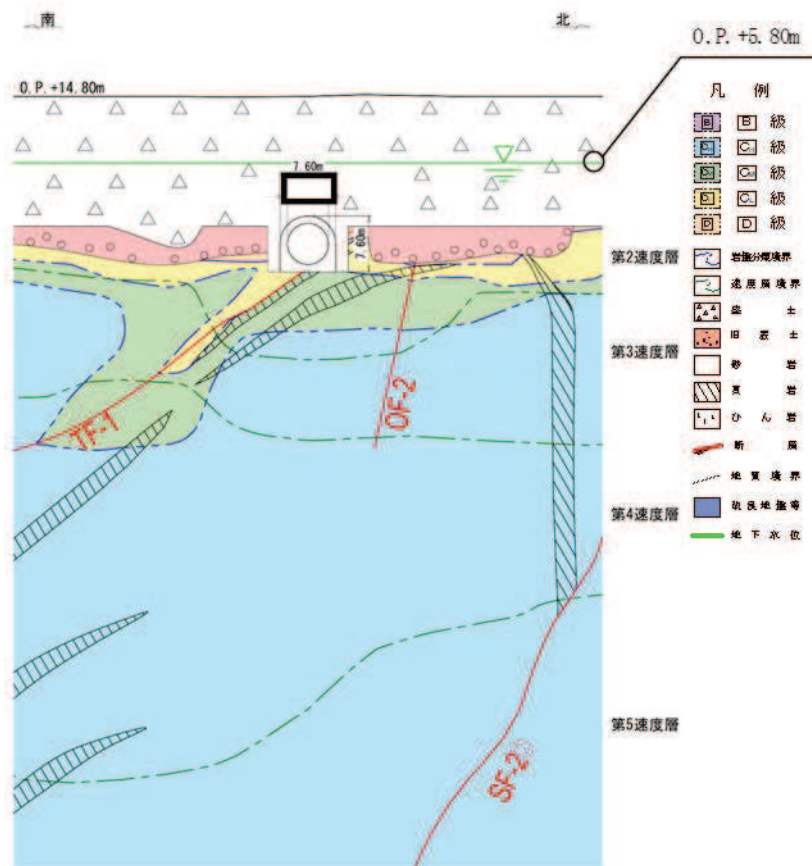 南
北
O.P.+5.80m
O.P.+14.80m
凡 例
B B 級
級
級
級
D 級
7.60m
7.60m
第2速度層
岩盤分類境界
速度層境界
盛 土
旧 表 土
第3速度層
砂 岩
頁 岩
ひ ん 岩
TF-1
OF-2
断 層
地 質 境 界
第4速度層
地 下 水 位
第5速度層
SF-2